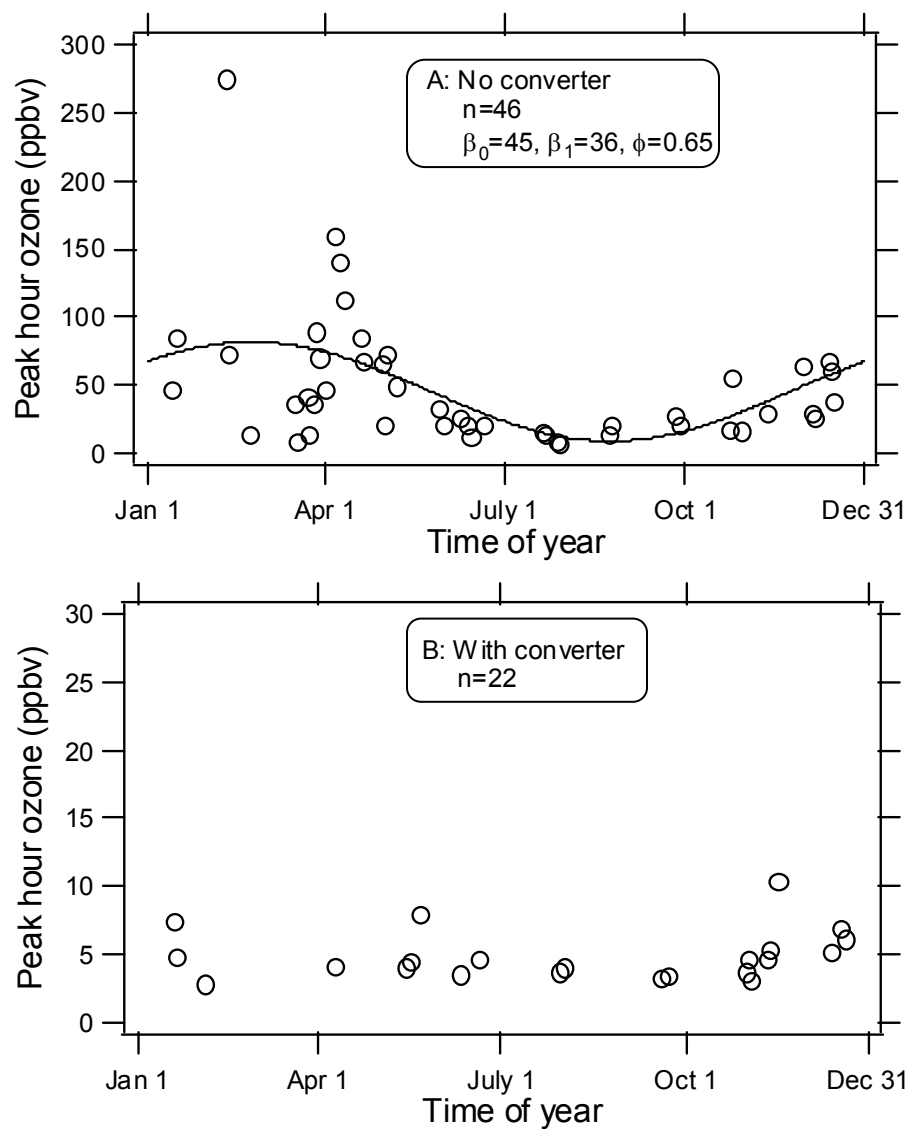 300
250
200
150
100
50
0
Peak hour ozone (ppbv)
A: No converter
n=46
β0=45, β1=36, ϕ=0.65
Jan 1 Apr 1 July 1 Oct 1 Dec 31
Time of year
30
25
20
15
10
5
0
Peak hour ozone (ppbv)
B: With converter
n=22
Jan 1 Apr 1 July 1 Oct 1 Dec 31
Time of year